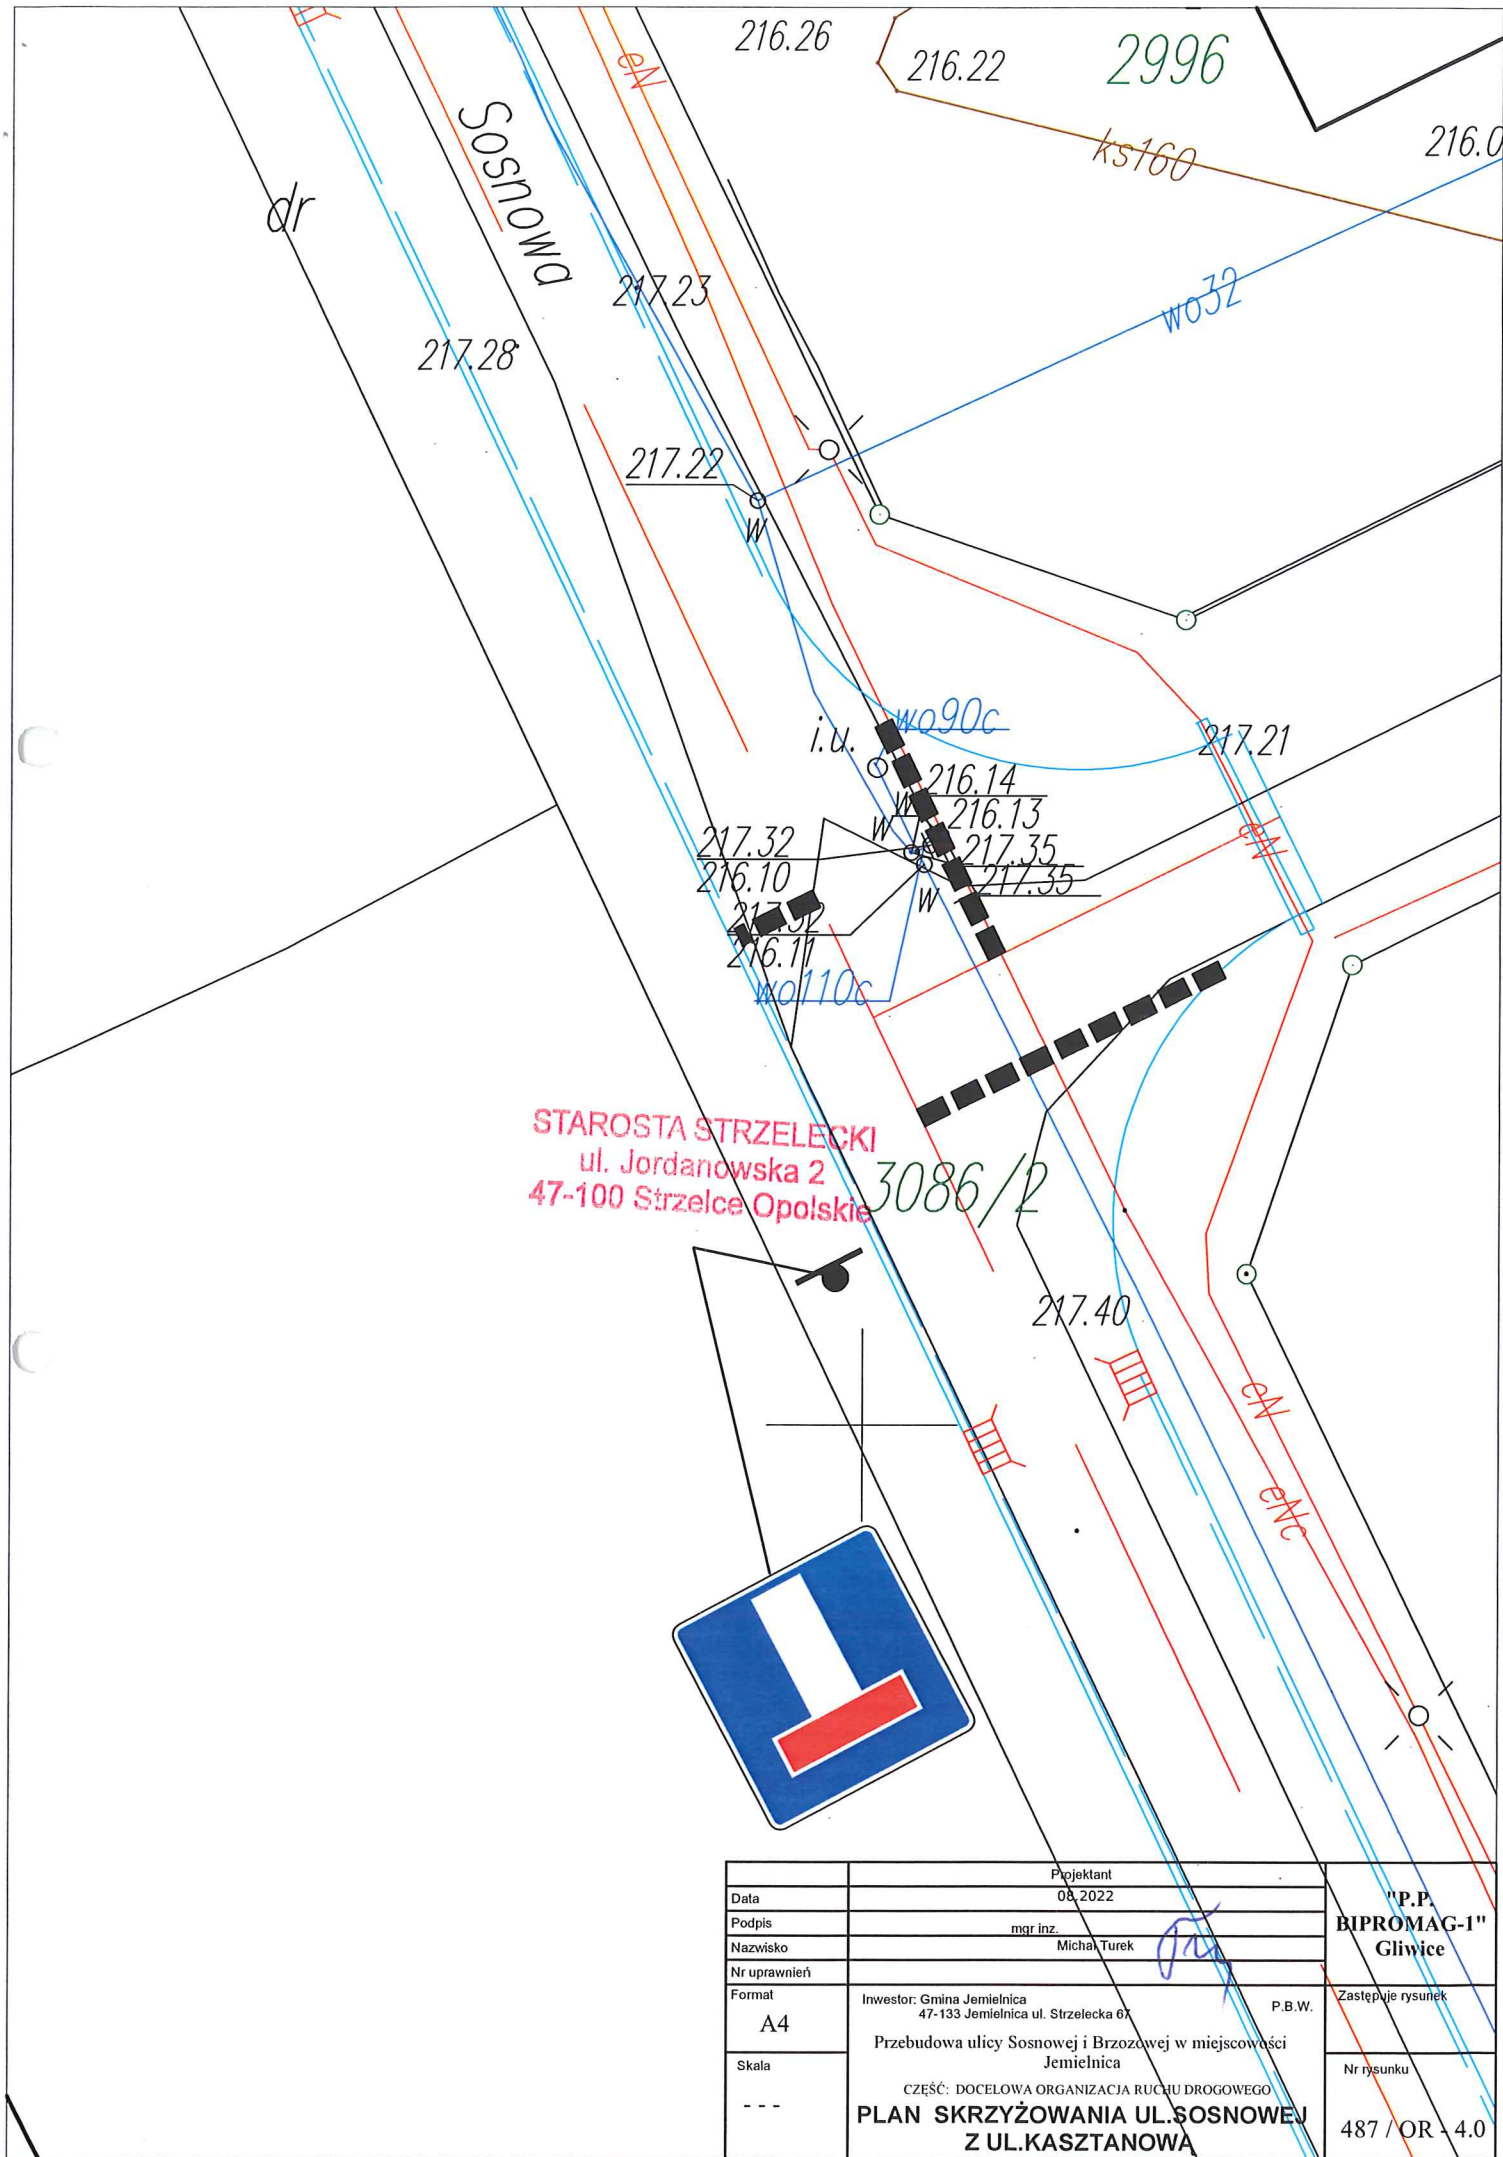 216.26
216.22
2996
216.0
eN
ks160
Sosnowa
dr
wo32
217.23
217.28
217.22
W
wo90c
i.u.
217.21
216.14
W
216.13
W
eN
217.32
217.35
216.10
217.35
W
217.32
216.11
wo110c
STAROSTA STRZELECKI
ul. Jordanowska 2
47-100 Strzelce Opolskie
3086/2
217.40
eN
eNc
Projektant
Data
08.2022
Podpis
mgr inz.
Nazwisko
Michał Turek
Nr uprawnień
"P.P.
BIPROMAG-1"
Gliwice
Format
A4
Inwestor: Gmina Jemielnica
47-133 Jemielnica ul. Strzelecka 67
P.B.W.
Zastępuje rysunek
Przebudowa ulicy Sosnowej i Brzozowej w miejscowości
Jemielnica
Skala
- - -
CZĘŚĆ: DOCELOWA ORGANIZACJA RUCHU DROGOWEGO
PLAN SKRZYŻOWANIA UL.SOSNOWEJ
Z UL.KASZTANOWA
Nr rysunku
487 / OR - 4.0